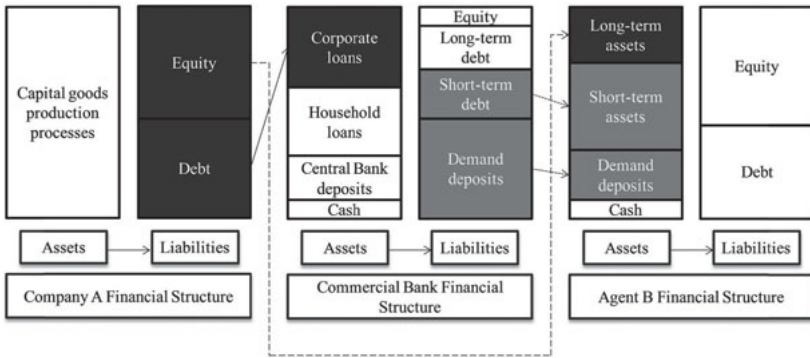 Capital goods
production
processes
Equity
Debt
Corporate
loans
Household
loans
Central Bank
deposits
Cash
Equity
Long-term
debt
Short-term
debt
Demand
deposits
Long-term
assets
Short-term
assets
Demand
deposits
Cash
Equity
Debt
Assets
Liabilities
Assets
Liabilities
Assets
Liabilities
Company A Financial Structure
Commercial Bank Financial
Structure
Agent B Financial Structure